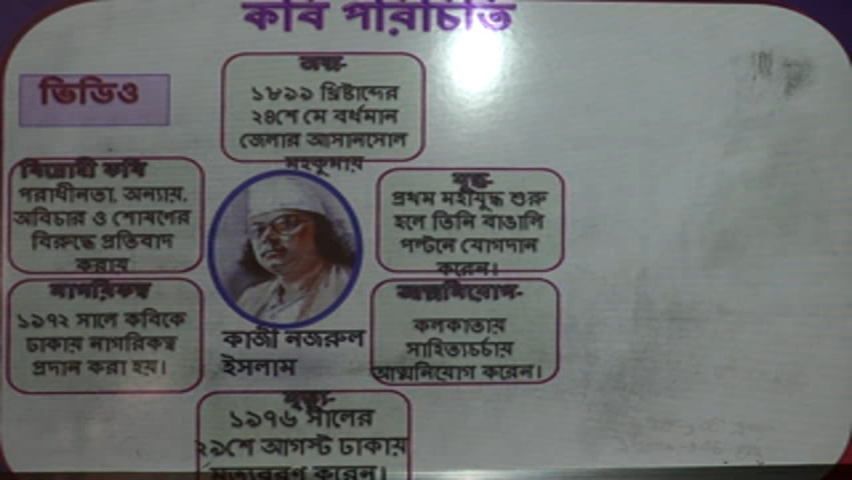 কবি পরিচিতি
ভিডিও
জন্ম-
১৮৯৯ খ্রিষ্টাব্দের
২৪শে মে বর্ধমান
জেলার আসানসোল
মহকুমায়
বিদ্রোহী কবি
পরাধীনতা, অন্যায়,
অবিচার ও শোষণের
বিরুদ্ধে প্রতিবাদ
করায়
যুদ্ধ-
প্রথম মহাযুদ্ধ শুরু
হলে তিনি বাঙালি
পল্টনে যোগদান
করেন।
নাগরিকত্ব
১৯৭২ সালে কবিকে
ঢাকায় নাগরিকত্ব
প্রদান করা হয়।
কাজী নজরুল
ইসলাম
আত্মনিয়োগ-
কলকাতায়
সাহিত্যচর্চায়
আত্মনিয়োগ করেন।
মৃত্যু-
১৯৭৬ সালের
২৯শে আগস্ট ঢাকায়
মৃত্যুবরণ করেন।